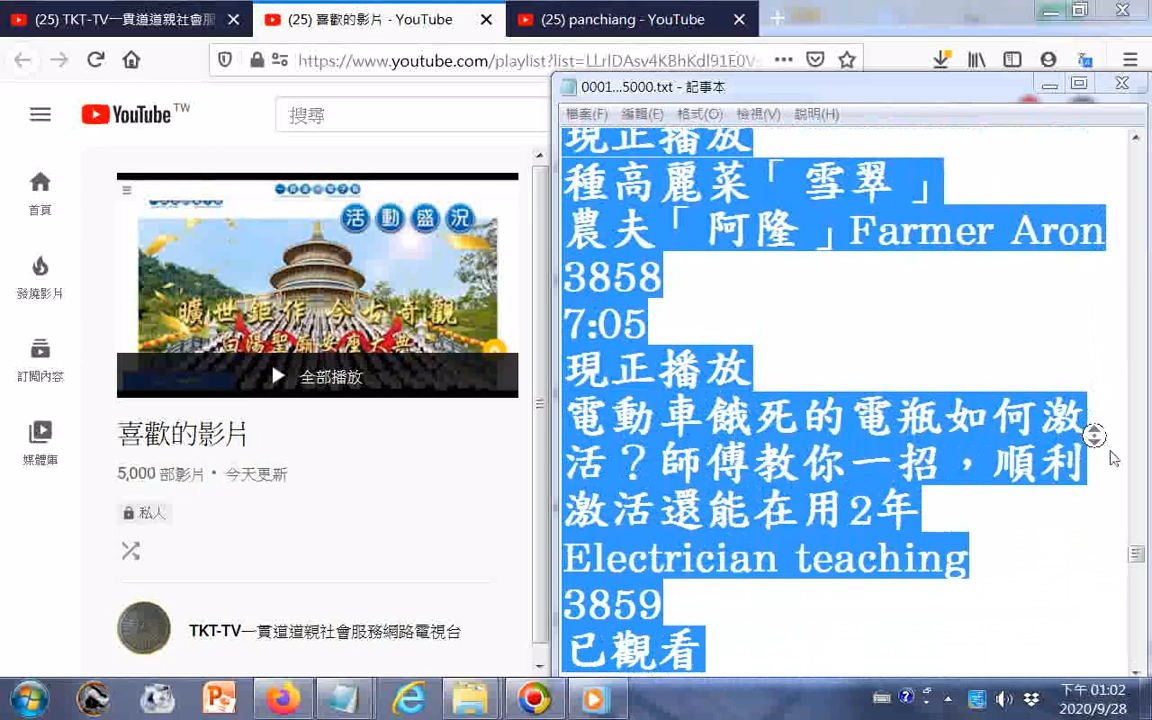 (25) TKT-TV一貫道道親社會服
(25) 喜歡的影片 - YouTube
(25) panchiang - YouTube
https://www.youtube.com/playlist?list=LLrIDAsv4KBhKdl91E0V
YouTube TW
搜尋
首頁
發燒影片
訂閱內容
媒體庫
活動盛況
曠世鉅作 今古奇觀
全部播放
喜歡的影片
5,000 部影片・今天更新
私人
TKT-TV一貫道道親社會服務網路電視台
0001...5000.txt - 記事本
檔案(F) 編輯(E) 格式(O) 檢視(V) 說明(H)
現正播放
種高麗菜「 雪翠 」
農夫「 阿隆 」Farmer Aron
3858
7:05
現正播放
電動車餓死的電瓶如何激
活？師傅教你一招，順利
激活還能在用2年
Electrician teaching
3859
已觀看
下午 01:02
2020/9/28